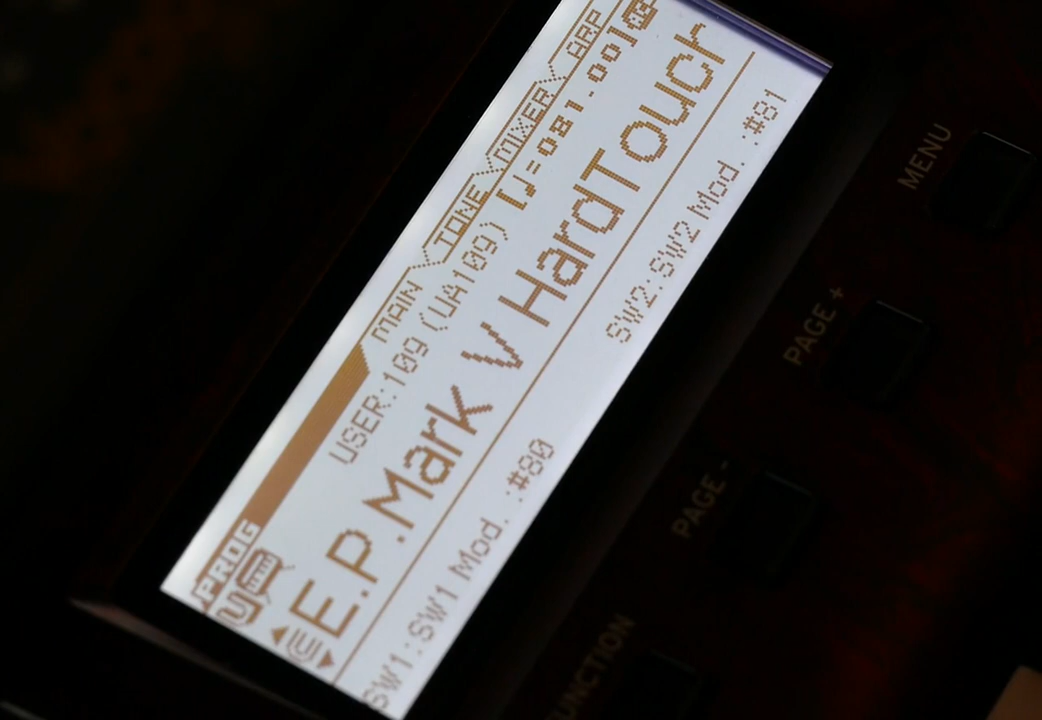 PROG MAIN TONE MIXER ARP
U USER:109 (UA109) [♩=081.00]
U E.P.Mark V HardTouch
SW1:SW1 Mod. :#80 SW2:SW2 Mod. :#81
MENU
PAGE +
PAGE -
FUNCTION